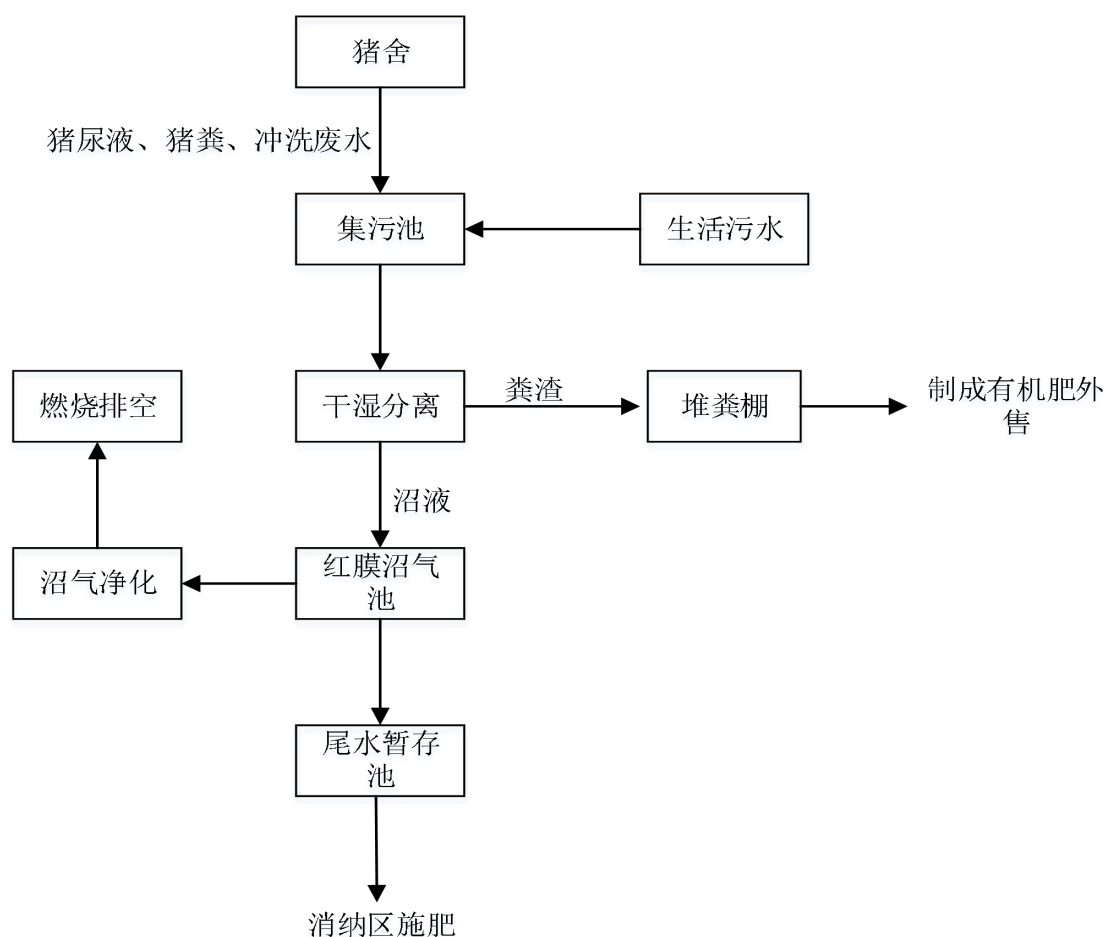 猪舍
猪尿液、猪粪、冲洗废水
集污池
生活污水
燃烧排空
干湿分离
粪渣
堆粪棚
制成有机肥外
售
沼液
沼气净化
红膜沼气
池
尾水暂存
池
消纳区施肥